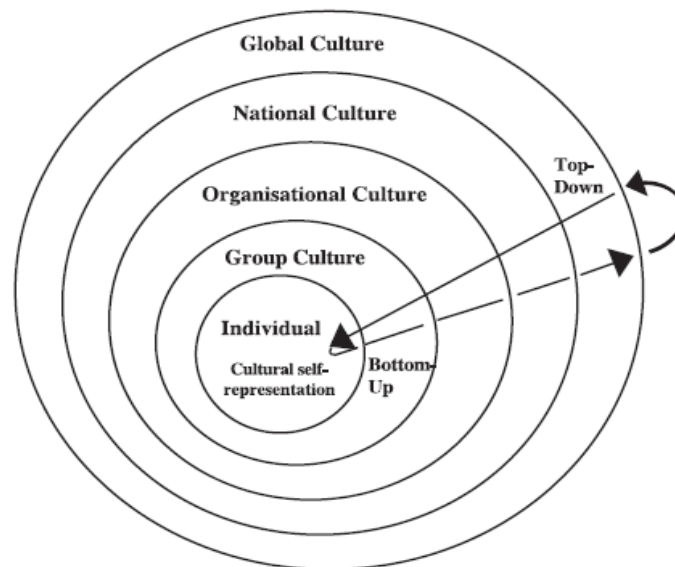 Global Culture
National Culture
Top-
Down
Organisational Culture
Group Culture
Individual
Cultural self-
representation
Bottom-
Up